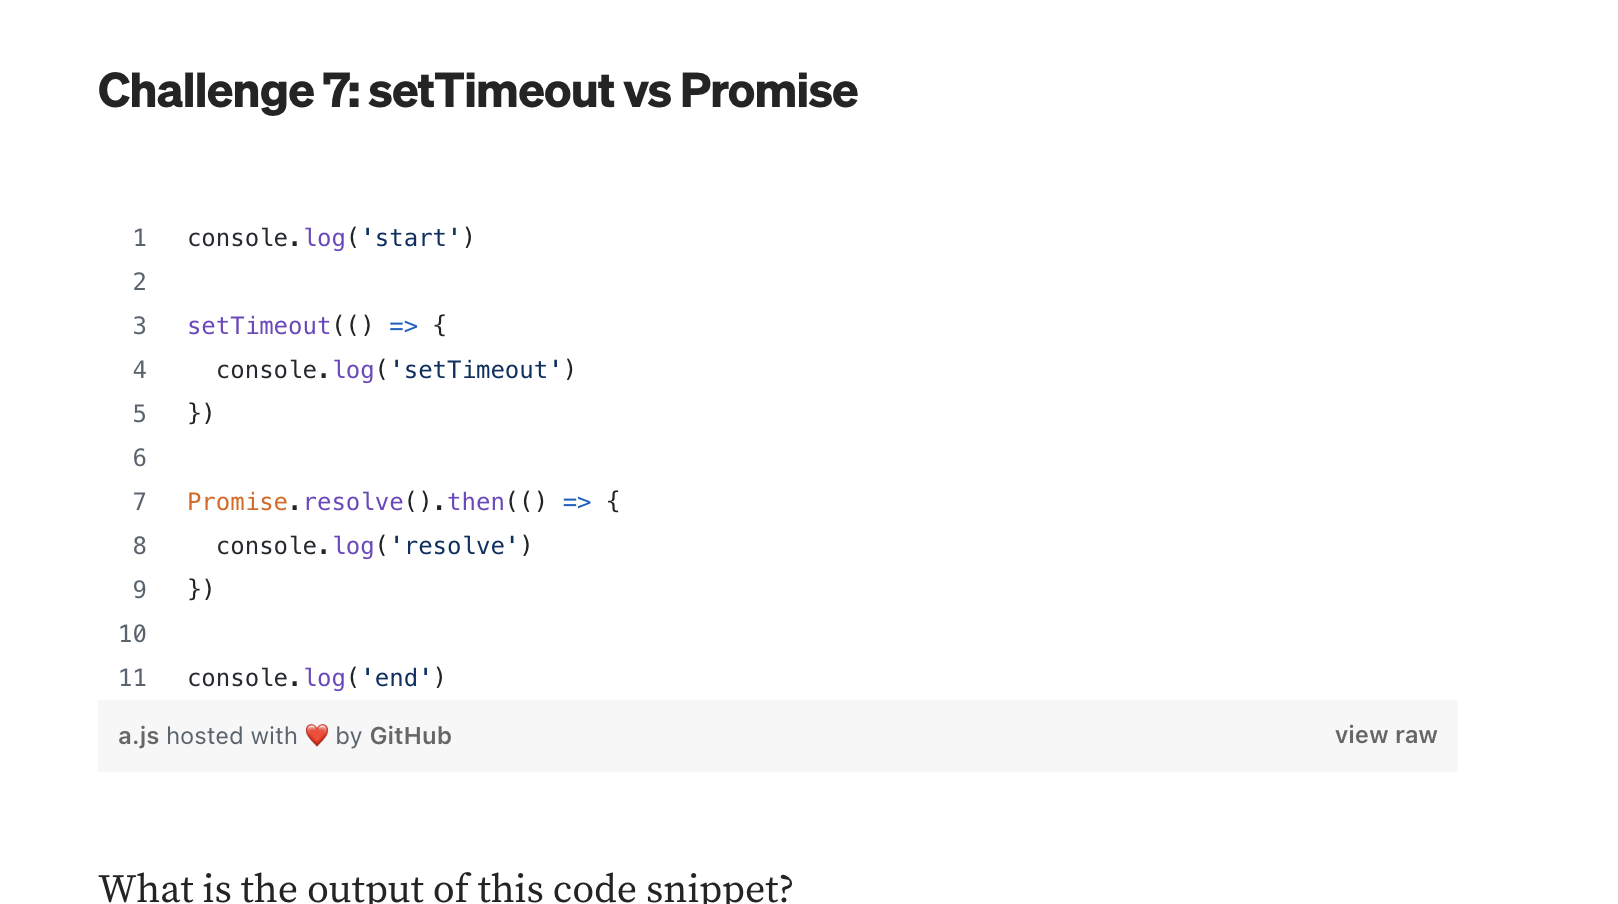 Challenge 7: setTimeout vs Promise
1 console.log('start')
2
3 setTimeout(() => {
4   console.log('setTimeout')
5 })
6
7 Promise.resolve().then(() => {
8   console.log('resolve')
9 })
10
11 console.log('end')
a.js hosted with ❤️ by GitHub view raw
What is the output of this code snippet?